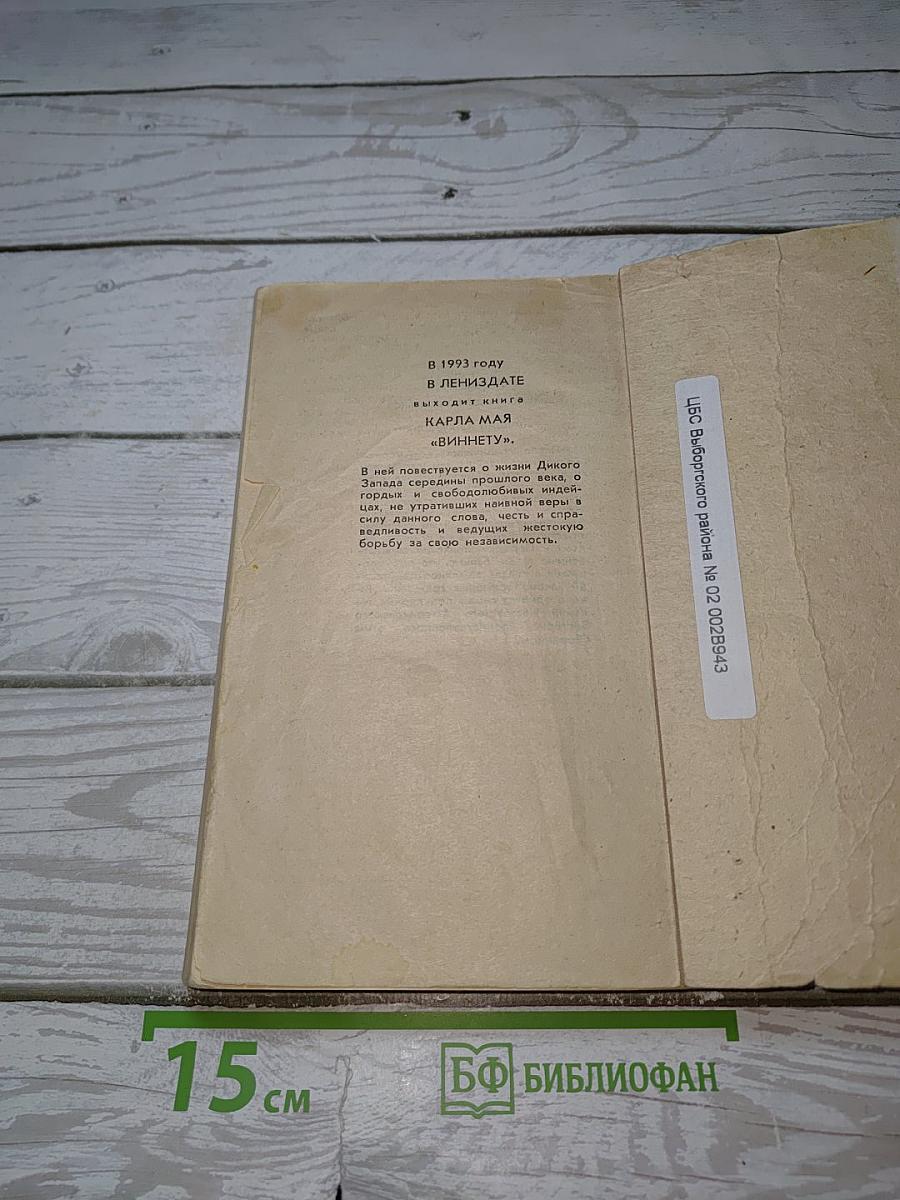 В 1993 году
В ЛЕНИЗДАТЕ
выходит книга
КАРЛА МАЯ
«ВИННЕТУ».
В ней повествуется о жизни Дикого
Запада середины прошлого века, о
гордых и свободолюбивых индей-
цах, не утративших наивной веры в
силу данного слова, честь и спра-
ведливость и ведущих жестокую
борьбу за свою независимость.
ЦБС Выборгского района № 02 002В943
15 см
БФ БИБЛИОФАН